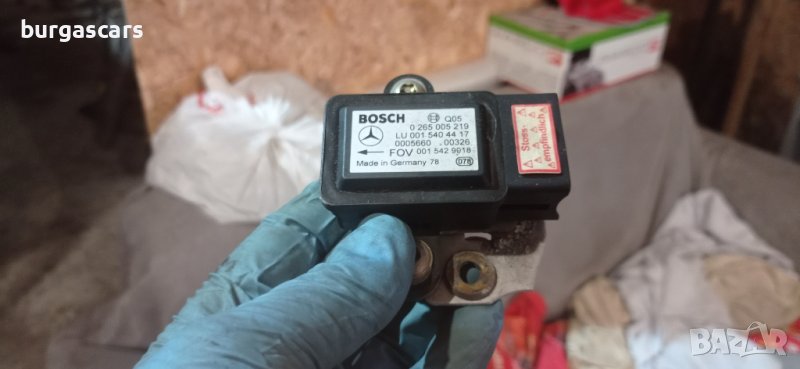 burgascars
BOSCH Q05
0 265 005 219
LU 001 540 44 17
0005660 .00326
FOV 001 542 9918
Made in Germany 78 078
Stoss-
empfindlich
BAZAR